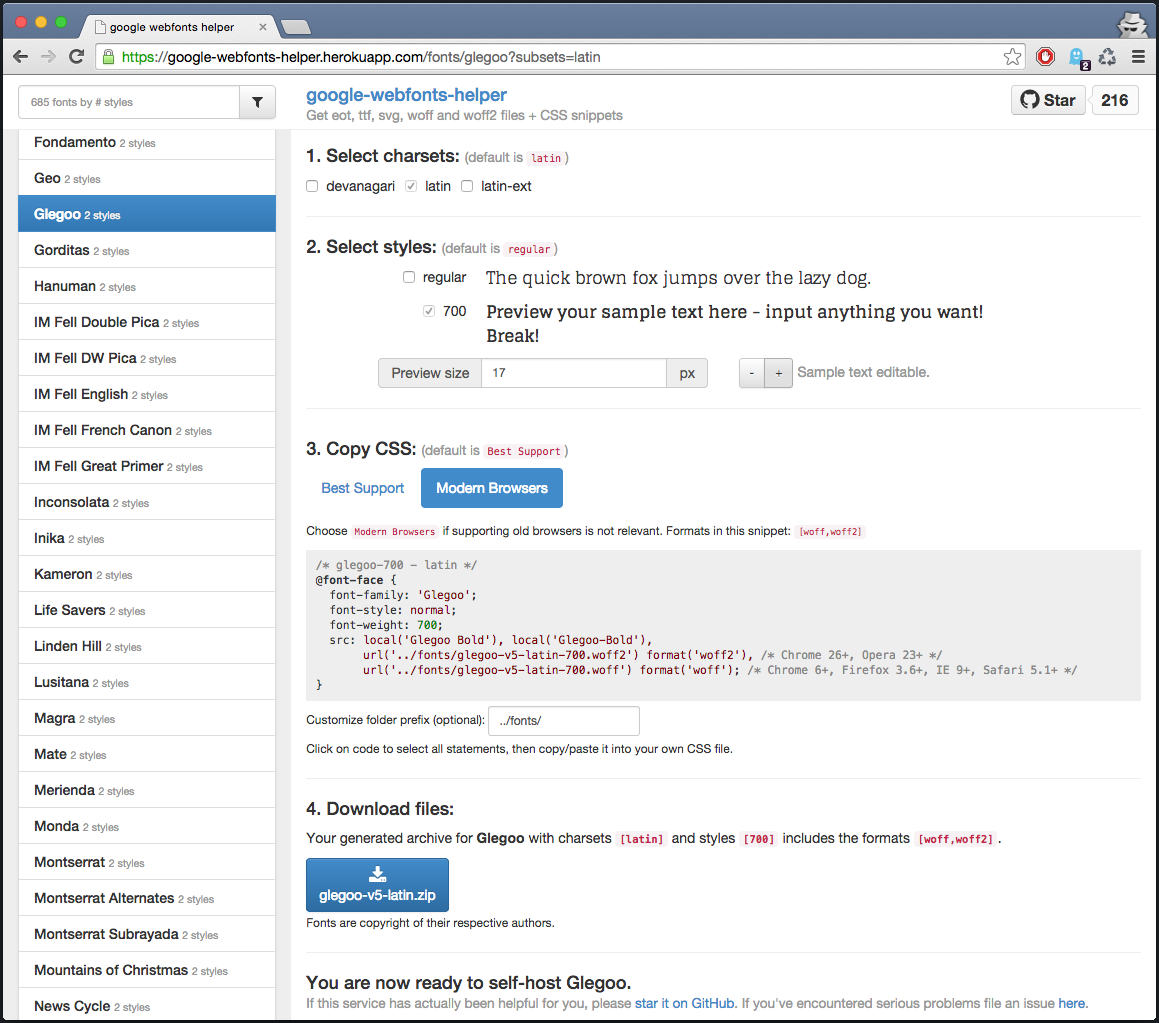 google webfonts helper
https://google-webfonts-helper.herokuapp.com/fonts/glegoo?subsets=latin
2
685 fonts by # styles
google-webfonts-helper
Get eot, ttf, svg, woff and woff2 files + CSS snippets
Star
216
Fondamento 2 styles
Geo 2 styles
Glegoo 2 styles
Gorditas 2 styles
Hanuman 2 styles
IM Fell Double Pica 2 styles
IM Fell DW Pica 2 styles
IM Fell English 2 styles
IM Fell French Canon 2 styles
IM Fell Great Primer 2 styles
Inconsolata 2 styles
Inika 2 styles
Kameron 2 styles
Life Savers 2 styles
Linden Hill 2 styles
Lusitana 2 styles
Magra 2 styles
Mate 2 styles
Merienda 2 styles
Monda 2 styles
Montserrat 2 styles
Montserrat Alternates 2 styles
Montserrat Subrayada 2 styles
Mountains of Christmas 2 styles
News Cycle 2 styles
1. Select charsets: (default is latin)
devanagari latin latin-ext
2. Select styles: (default is regular)
regular The quick brown fox jumps over the lazy dog.
700 Preview your sample text here - input anything you want!
Break!
Preview size 17 px - + Sample text editable.
3. Copy CSS: (default is Best Support)
Best Support Modern Browsers
Choose Modern Browsers if supporting old browsers is not relevant. Formats in this snippet: [woff,woff2]
/* glegoo-700 - latin */
@font-face {
font-family: 'Glegoo';
font-style: normal;
font-weight: 700;
src: local('Glegoo Bold'), local('Glegoo-Bold'),
url('../fonts/glegoo-v5-latin-700.woff2') format('woff2'), /* Chrome 26+, Opera 23+ */
url('../fonts/glegoo-v5-latin-700.woff') format('woff'); /* Chrome 6+, Firefox 3.6+, IE 9+, Safari 5.1+ */
}
Customize folder prefix (optional): ../fonts/
Click on code to select all statements, then copy/paste it into your own CSS file.
4. Download files:
Your generated archive for Glegoo with charsets [latin] and styles [700] includes the formats [woff,woff2] .
glegoo-v5-latin.zip
Fonts are copyright of their respective authors.
You are now ready to self-host Glegoo.
If this service has actually been helpful for you, please star it on GitHub. If you've encountered serious problems file an issue here.